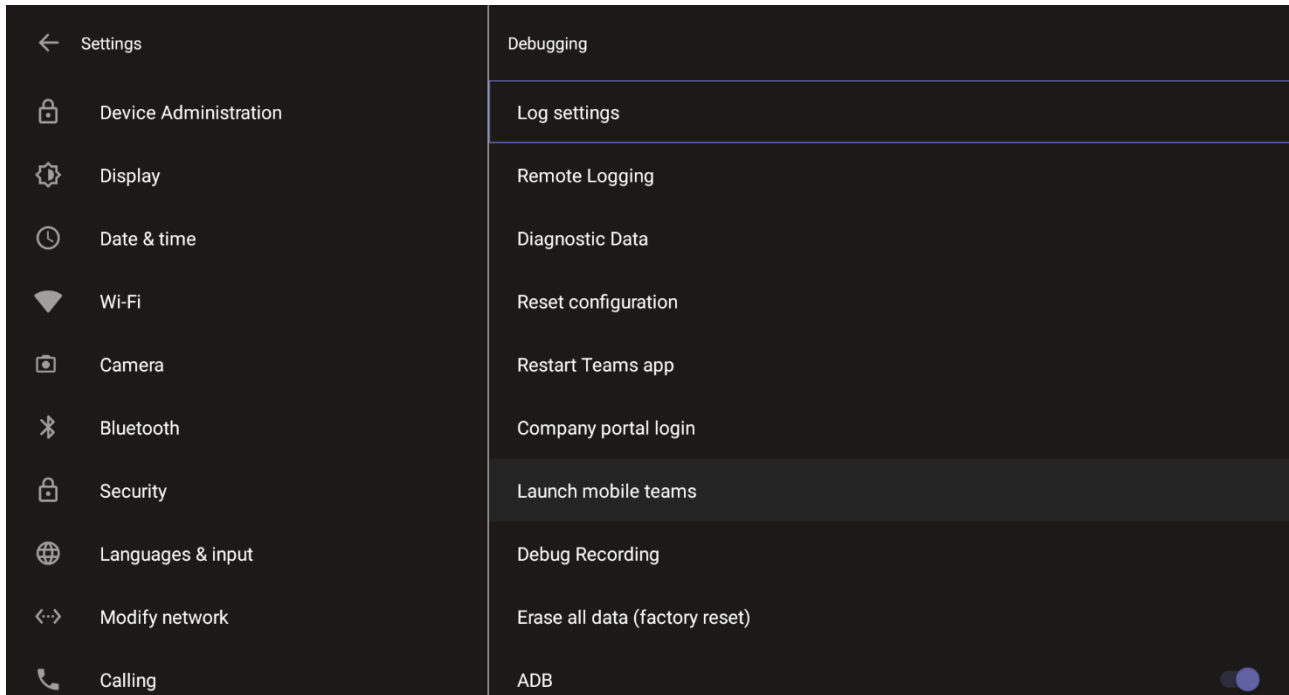 Settings
Device Administration
Display
Date & time
Wi-Fi
Camera
Bluetooth
Security
Languages & input
Modify network
Calling
Debugging
Log settings
Remote Logging
Diagnostic Data
Reset configuration
Restart Teams app
Company portal login
Launch mobile teams
Debug Recording
Erase all data (factory reset)
ADB